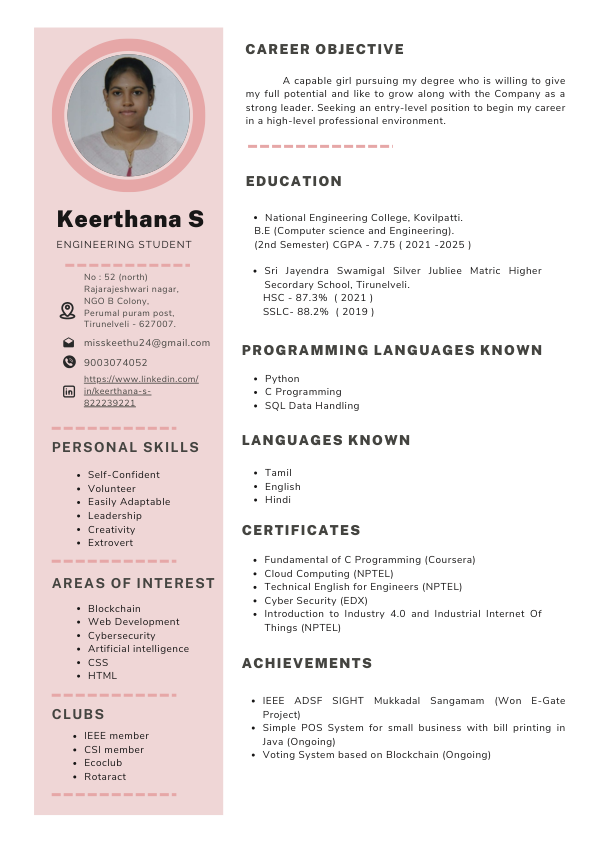 Keerthana S
ENGINEERING STUDENT
No : 52 (north)
Rajarajeshwari nagar,
NGO B Colony,
Perumal puram post,
Tirunelveli - 627007.
misskeethu24@gmail.com
9003074052
https://www.linkedin.com/
in/keerthana-s-
822239221
PERSONAL SKILLS
• Self-Confident
• Volunteer
• Easily Adaptable
• Leadership
• Creativity
• Extrovert
AREAS OF INTEREST
• Blockchain
• Web Development
• Cybersecurity
• Artificial intelligence
• CSS
• HTML
CLUBS
• IEEE member
• CSI member
• Ecoclub
• Rotaract
CAREER OBJECTIVE
A capable girl pursuing my degree who is willing to give
my full potential and like to grow along with the Company as a
strong leader. Seeking an entry-level position to begin my career
in a high-level professional environment.
EDUCATION
• National Engineering College, Kovilpatti.
B.E (Computer science and Engineering).
(2nd Semester) CGPA - 7.75 ( 2021 -2025 )
• Sri Jayendra Swamigal Silver Jubliee Matric Higher
Secordary School, Tirunelveli.
HSC - 87.3% ( 2021 )
SSLC- 88.2% ( 2019 )
PROGRAMMING LANGUAGES KNOWN
• Python
• C Programming
• SQL Data Handling
LANGUAGES KNOWN
• Tamil
• English
• Hindi
CERTIFICATES
• Fundamental of C Programming (Coursera)
• Cloud Computing (NPTEL)
• Technical English for Engineers (NPTEL)
• Cyber Security (EDX)
• Introduction to Industry 4.0 and Industrial Internet Of
Things (NPTEL)
ACHIEVEMENTS
• IEEE ADSF SIGHT Mukkadal Sangamam (Won E-Gate
Project)
• Simple POS System for small business with bill printing in
Java (Ongoing)
• Voting System based on Blockchain (Ongoing)